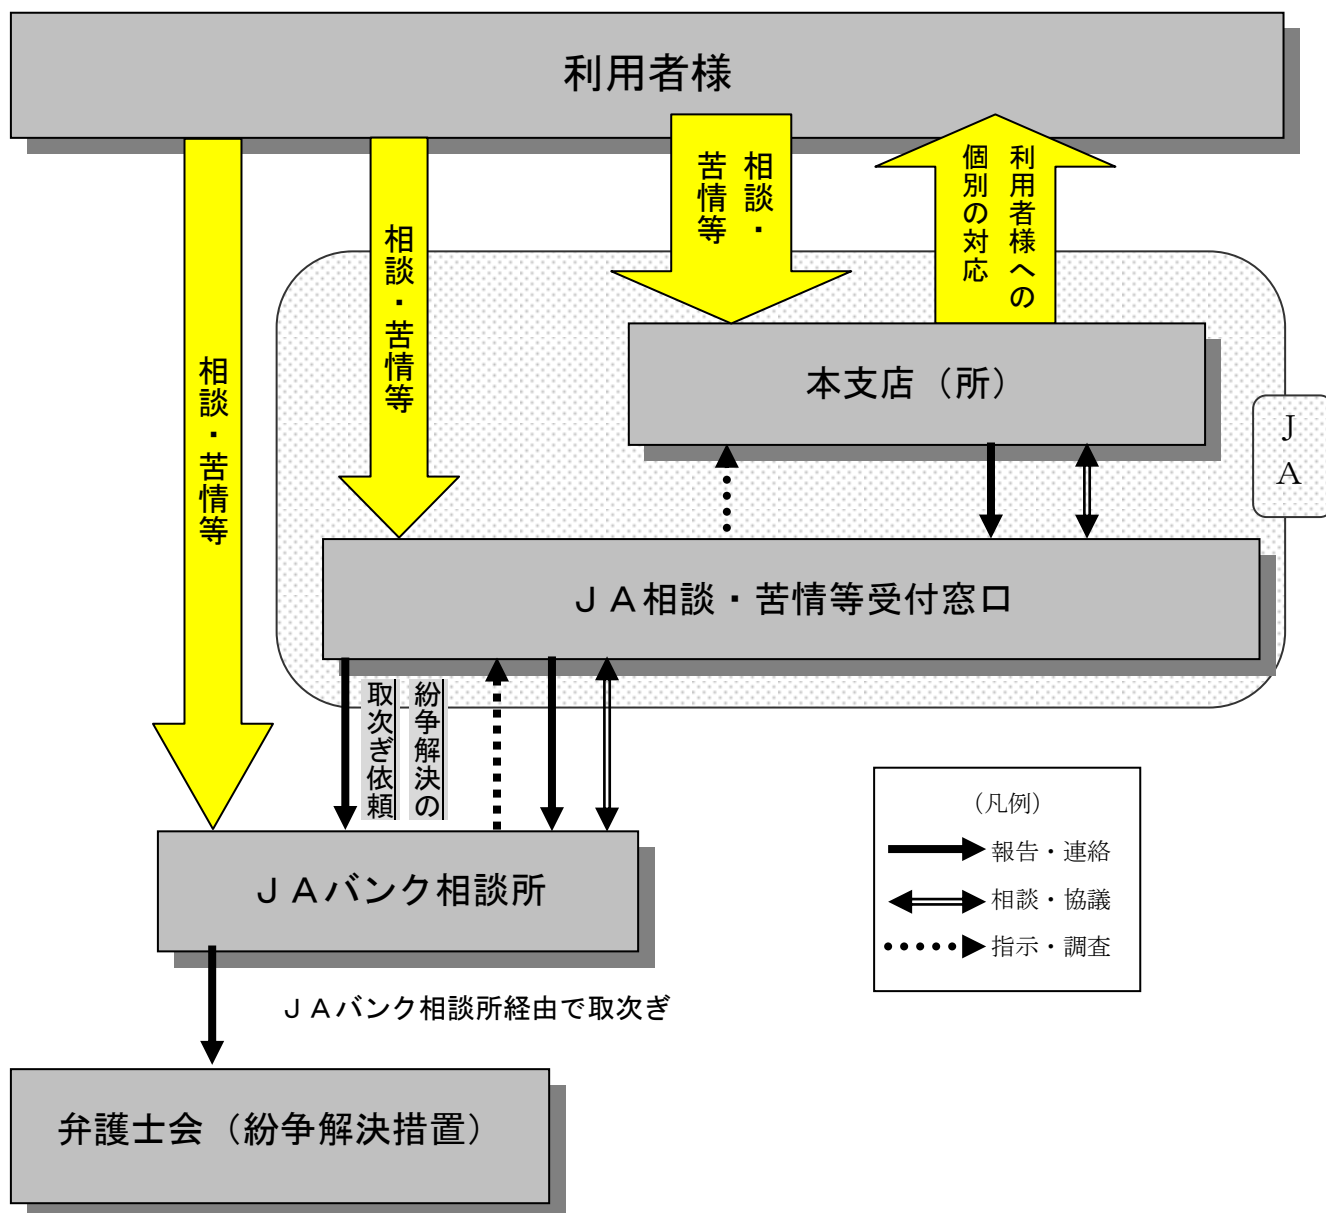 利用者様
相談・苦情等
相談・苦情等
相談・
苦情等
利用者様への
個別の対応
本支店（所）
ＪＡ
ＪＡ相談・苦情等受付窓口
紛争解決の
取次ぎ依頼
ＪＡバンク相談所
（凡例）
報告・連絡
相談・協議
指示・調査
ＪＡバンク相談所経由で取次ぎ
弁護士会（紛争解決措置）